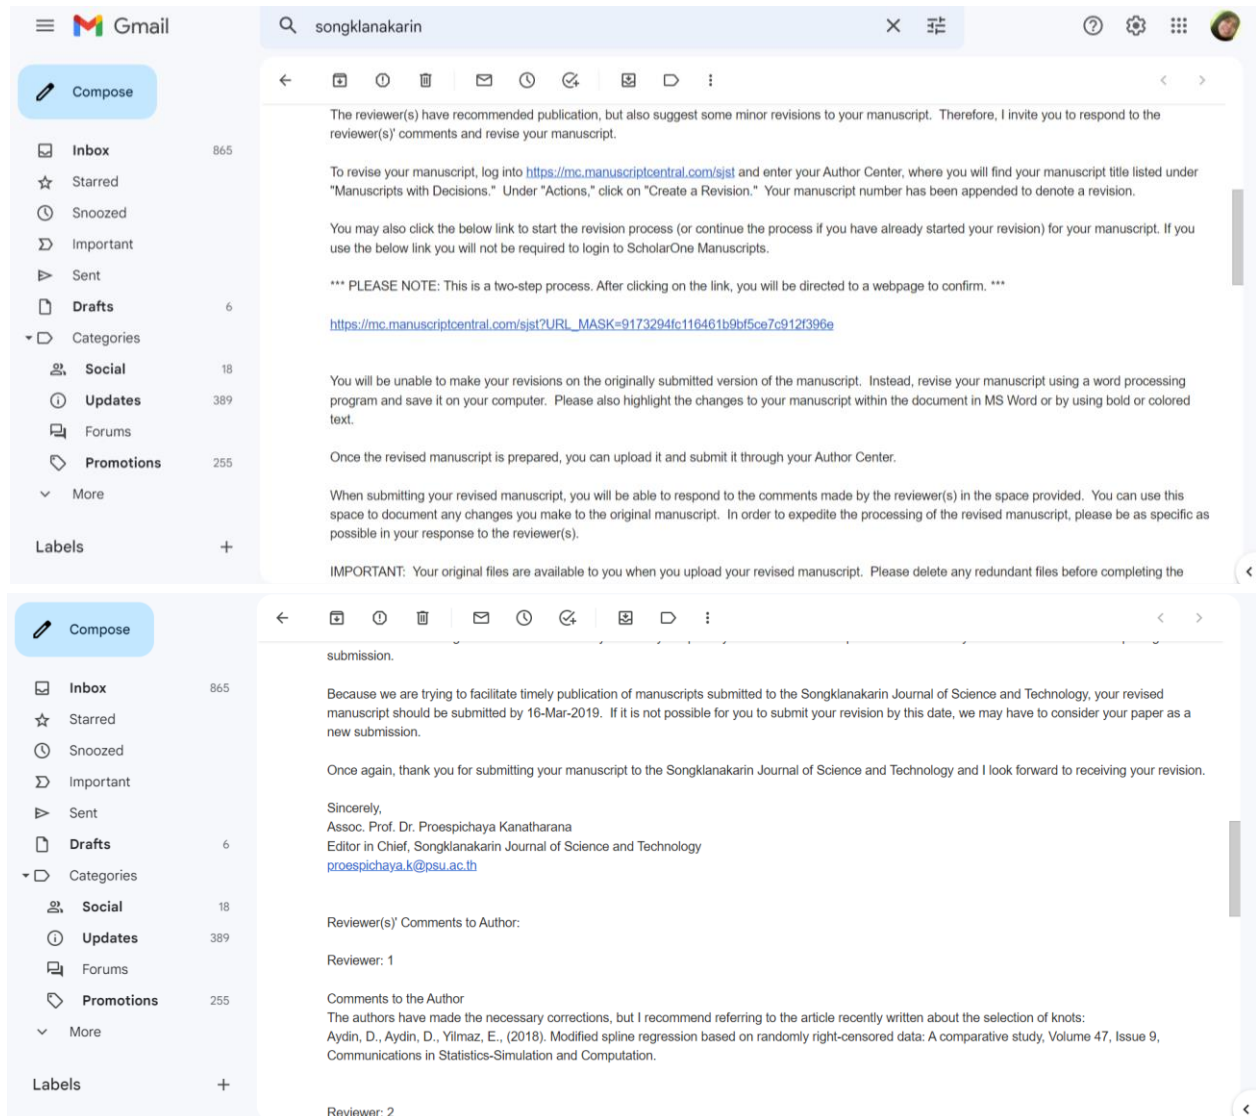 Gmail
songklanakarin
Compose
Inbox 865
Starred
Snoozed
Important
Sent
Drafts 6
Categories
Social 18
Updates 389
Forums
Promotions 255
More
Labels
The reviewer(s) have recommended publication, but also suggest some minor revisions to your manuscript.  Therefore, I invite you to respond to the
reviewer(s)' comments and revise your manuscript.
To revise your manuscript, log into https://mc.manuscriptcentral.com/sjst and enter your Author Center, where you will find your manuscript title listed under
"Manuscripts with Decisions."  Under "Actions," click on "Create a Revision."  Your manuscript number has been appended to denote a revision.
You may also click the below link to start the revision process (or continue the process if you have already started your revision) for your manuscript. If you
use the below link you will not be required to login to ScholarOne Manuscripts.
*** PLEASE NOTE: This is a two-step process. After clicking on the link, you will be directed to a webpage to confirm. ***
https://mc.manuscriptcentral.com/sjst?URL_MASK=9173294fc116461b9bf5ce7c912f396e
You will be unable to make your revisions on the originally submitted version of the manuscript.  Instead, revise your manuscript using a word processing
program and save it on your computer.  Please also highlight the changes to your manuscript within the document in MS Word or by using bold or colored
text.
Once the revised manuscript is prepared, you can upload it and submit it through your Author Center.
When submitting your revised manuscript, you will be able to respond to the comments made by the reviewer(s) in the space provided.  You can use this
space to document any changes you make to the original manuscript.  In order to expedite the processing of the revised manuscript, please be as specific as
possible in your response to the reviewer(s).
IMPORTANT:  Your original files are available to you when you upload your revised manuscript.  Please delete any redundant files before completing the
Compose
Inbox 865
Starred
Snoozed
Important
Sent
Drafts 6
Categories
Social 18
Updates 389
Forums
Promotions 255
More
Labels
submission.
Because we are trying to facilitate timely publication of manuscripts submitted to the Songklanakarin Journal of Science and Technology, your revised
manuscript should be submitted by 16-Mar-2019.  If it is not possible for you to submit your revision by this date, we may have to consider your paper as a
new submission.
Once again, thank you for submitting your manuscript to the Songklanakarin Journal of Science and Technology and I look forward to receiving your revision.
Sincerely,
Assoc. Prof. Dr. Proespichaya Kanatharana
Editor in Chief, Songklanakarin Journal of Science and Technology
proespichaya.k@psu.ac.th
Reviewer(s)' Comments to Author:
Reviewer: 1
Comments to the Author
The authors have made the necessary corrections, but I recommend referring to the article recently written about the selection of knots:
Aydin, D., Aydin, D., Yilmaz, E., (2018). Modified spline regression based on randomly right-censored data: A comparative study, Volume 47, Issue 9,
Communications in Statistics-Simulation and Computation.
Reviewer: 2